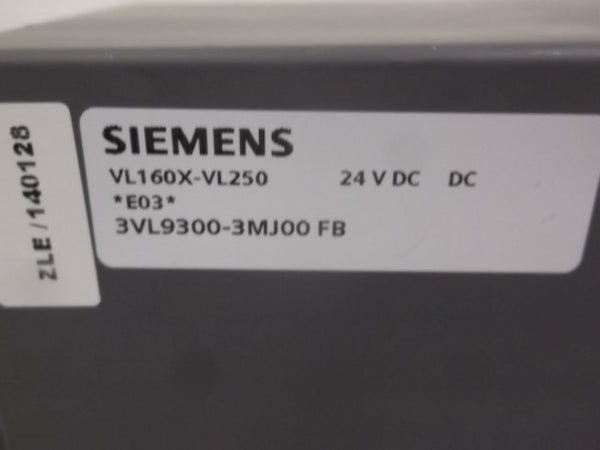 SIEMENS
VL160X-VL250 24 V DC DC
*E03*
3VL9300-3MJ00 FB
ZLE/140128